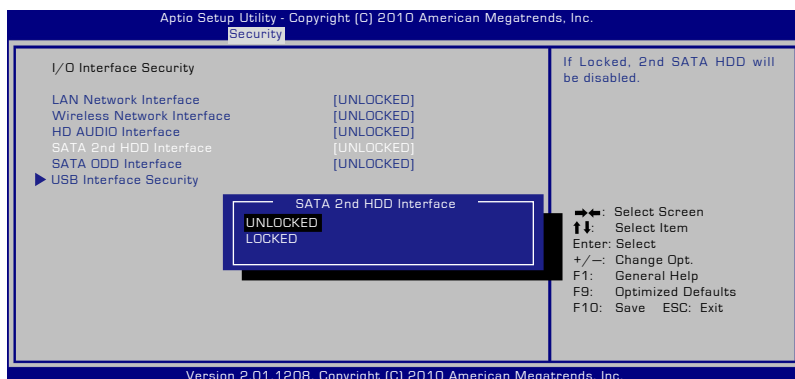 Aptio Setup Utility - Copyright (C) 2010 American Megatrends, Inc.
Security
I/O Interface Security
LAN Network Interface [UNLOCKED]
Wireless Network Interface [UNLOCKED]
HD AUDIO Interface [UNLOCKED]
SATA 2nd HDD Interface [UNLOCKED]
SATA ODD Interface [UNLOCKED]
USB Interface Security
SATA 2nd HDD Interface
UNLOCKED
LOCKED
If Locked, 2nd SATA HDD will
be disabled.
→←: Select Screen
↑↓: Select Item
Enter: Select
+/—: Change Opt.
F1: General Help
F9: Optimized Defaults
F10: Save ESC: Exit
Version 2.01.1208. Copyright (C) 2010 American Megatrends, Inc.